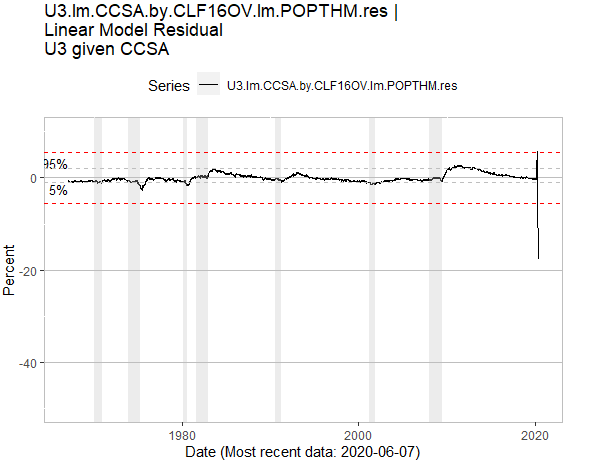 U3.lm.CCSA.by.CLF16OV.lm.POPTHM.res |
Linear Model Residual
U3 given CCSA
Series U3.lm.CCSA.by.CLF16OV.lm.POPTHM.res
95%
0
5%
Percent
-20
-40
1980 2000 2020
Date (Most recent data: 2020-06-07)